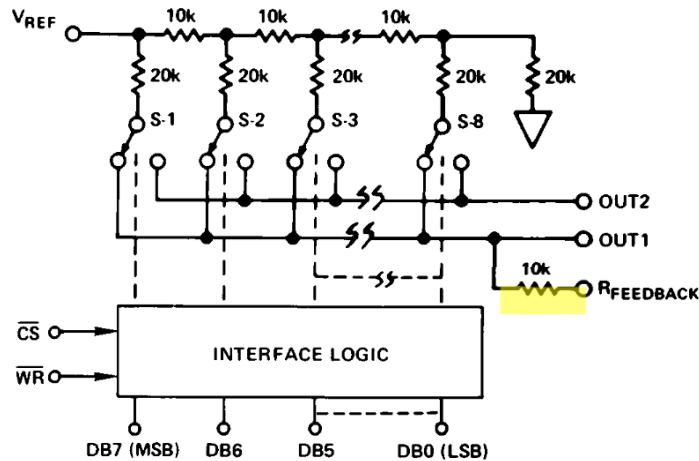 VREF
10k
10k
10k
20k
20k
20k
20k
20k
S-1
S-2
S-3
S-8
OUT2
OUT1
10k
RFEEDBACK
CS
WR
INTERFACE LOGIC
DB7 (MSB)
DB6
DB5
DB0 (LSB)